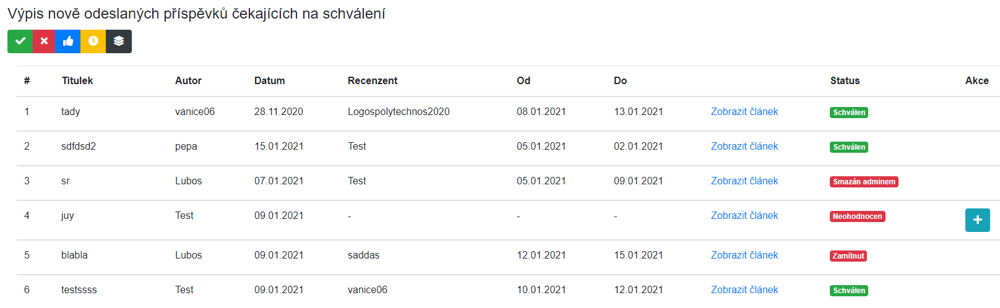 Výpis nově odeslaných příspěvků čekajících na schválení
# Titulek Autor Datum Recenzent Od Do Status Akce
1 tady vanice06 28.11.2020 Logospolytechnos2020 08.01.2021 13.01.2021 Zobrazit článek Schválen
2 sdfdsd2 pepa 15.01.2021 Test 05.01.2021 02.01.2021 Zobrazit článek Schválen
3 sr Lubos 07.01.2021 Test 05.01.2021 09.01.2021 Zobrazit článek Smazán adminem
4 juy Test 09.01.2021 - - - Zobrazit článek Neohodnocen
5 blabla Lubos 09.01.2021 saddas 12.01.2021 15.01.2021 Zobrazit článek Zamítnut
6 testssss Test 09.01.2021 vanice06 10.01.2021 12.01.2021 Zobrazit článek Schválen